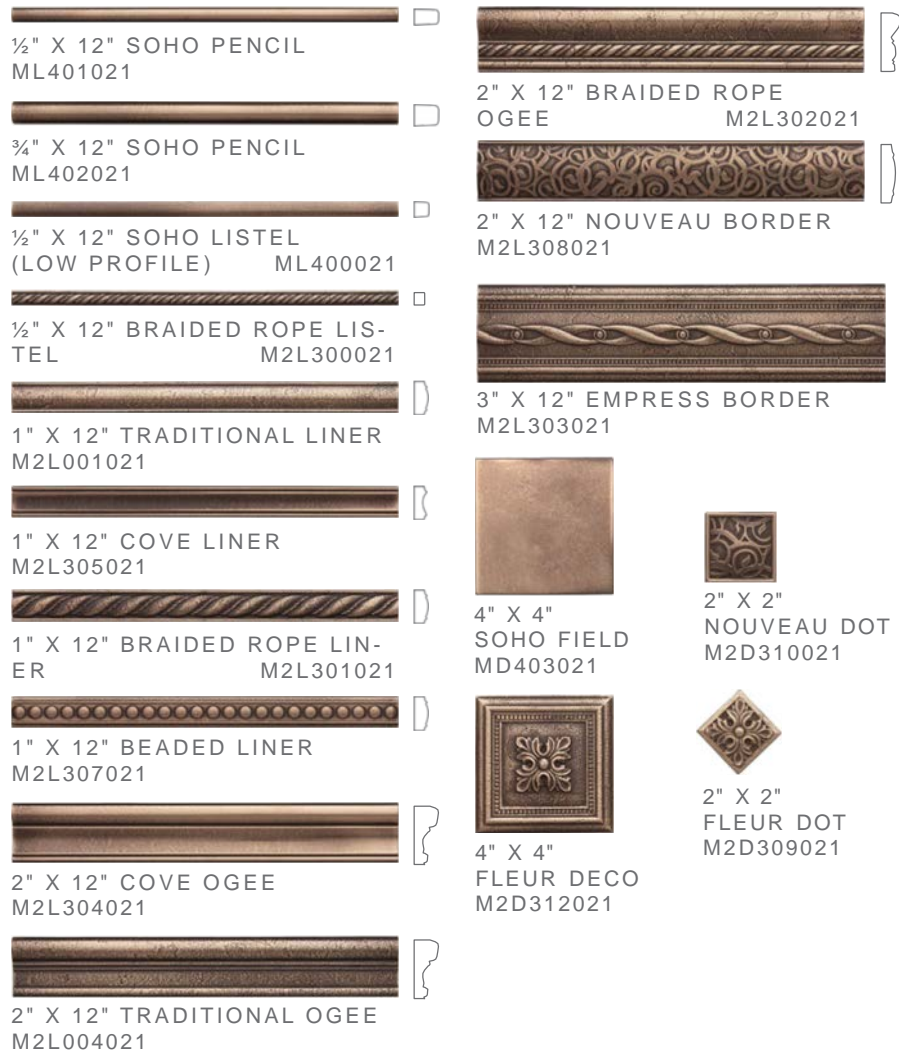 ½" X 12" SOHO PENCIL
ML401021
¾" X 12" SOHO PENCIL
ML402021
½" X 12" SOHO LISTEL
(LOW PROFILE) ML400021
½" X 12" BRAIDED ROPE LIS-
TEL M2L300021
1" X 12" TRADITIONAL LINER
M2L001021
1" X 12" COVE LINER
M2L305021
1" X 12" BRAIDED ROPE LIN-
ER M2L301021
1" X 12" BEADED LINER
M2L307021
2" X 12" COVE OGEE
M2L304021
2" X 12" TRADITIONAL OGEE
M2L004021
2" X 12" BRAIDED ROPE
OGEE M2L302021
2" X 12" NOUVEAU BORDER
M2L308021
3" X 12" EMPRESS BORDER
M2L303021
4" X 4"
SOHO FIELD
MD403021
2" X 2"
NOUVEAU DOT
M2D310021
4" X 4"
FLEUR DECO
M2D312021
2" X 2"
FLEUR DOT
M2D309021